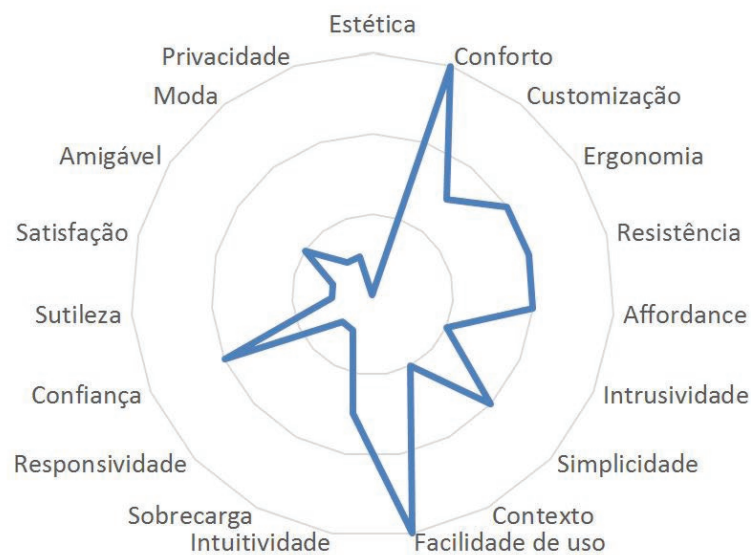 Estética
Privacidade
Conforto
Moda
Customização
Amigável
Ergonomia
Satisfação
Resistência
Sutileza
Affordance
Confiança
Intrusividade
Responsividade
Simplicidade
Sobrecarga
Contexto
Intuitividade
Facilidade de uso